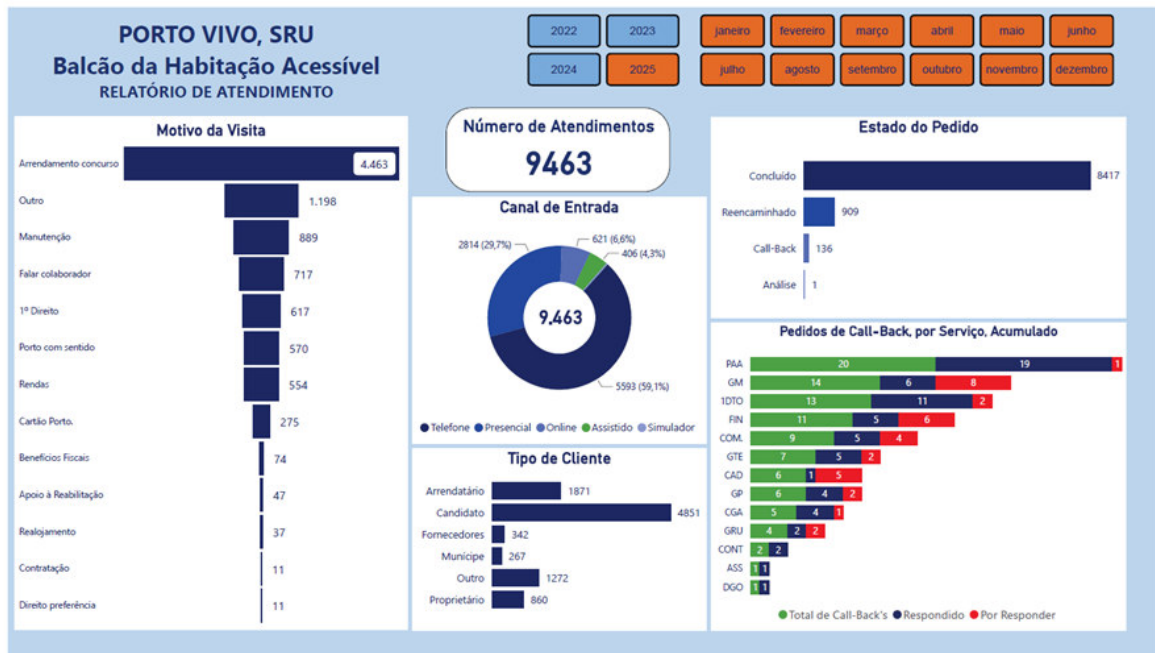 PORTO VIVO, SRU
Balcão da Habitação Acessível
RELATÓRIO DE ATENDIMENTO
2022 2023
2024 2025
janeiro fevereiro março abril maio junho
julho agosto setembro outubro novembro dezembro
Motivo da Visita
Arrendamento concurso 4.463
Outro 1.198
Manutenção 889
Falar colaborador 717
1º Direito 617
Porto com sentido 570
Rendas 554
Cartão Porto. 275
Benefícios Fiscais 74
Apoio à Reabilitação 47
Realojamento 37
Contratação 11
Direito preferência 11
Número de Atendimentos
9463
Canal de Entrada
2814 (29,7%)
621 (6,6%)
406 (4,3%)
9.463
5593 (59,1%)
Telefone Presencial Online Assistido Simulador
Tipo de Cliente
Arrendatário 1871
Candidato 4851
Fornecedores 342
Munícipe 267
Outro 1272
Proprietário 860
Estado do Pedido
Concluído 8417
Reencaminhado 909
Call-Back 136
Análise 1
Pedidos de Call-Back, por Serviço, Acumulado
PAA 20 19 1
GM 14 6 8
1DTO 13 11 2
FIN 11 5 6
COM. 9 5 4
GTE 7 5 2
CAD 6 1 5
GP 6 4 2
CGA 5 4 1
GRU 4 2 2
CONT 2 2
ASS 1 1
DGO 1 1
Total de Call-Back's Respondido Por Responder